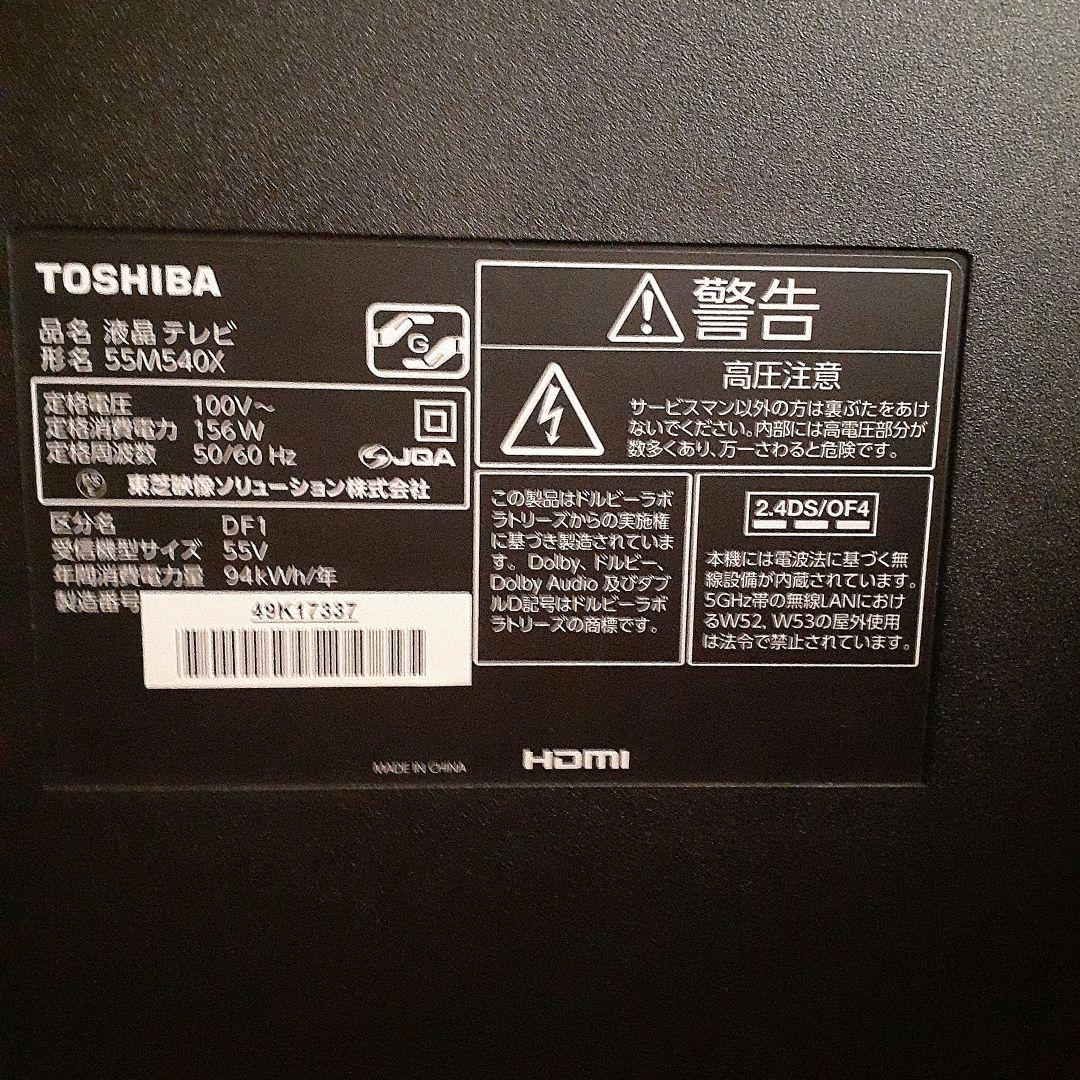 TOSHIBA
品名 液晶テレビ
形名 55M540X
G
定格電圧 100V～
定格消費電力 156W
定格周波数 50/60 Hz
JQA
東芝映像ソリューション株式会社
区分名 DF1
受信機型サイズ 55V
年間消費電力量 94kWh/年
製造番号
49K17337
MADE IN CHINA
警告
高圧注意
サービスマン以外の方は裏ぶたをあけ
ないでください。内部には高電圧部分が
数多くあり、万一さわると危険です。
この製品はドルビーラボ
ラトリーズからの実施権
に基づき製造されていま
す。Dolby、ドルビー、
Dolby Audio 及びダブ
ルD記号はドルビーラボ
ラトリーズの商標です。
2.4DS/OF4
本機には電波法に基づく無
線設備が内蔵されています。
5GHz帯の無線LANにおけ
るW52, W53の屋外使用
は法令で禁止されています。
HDMI